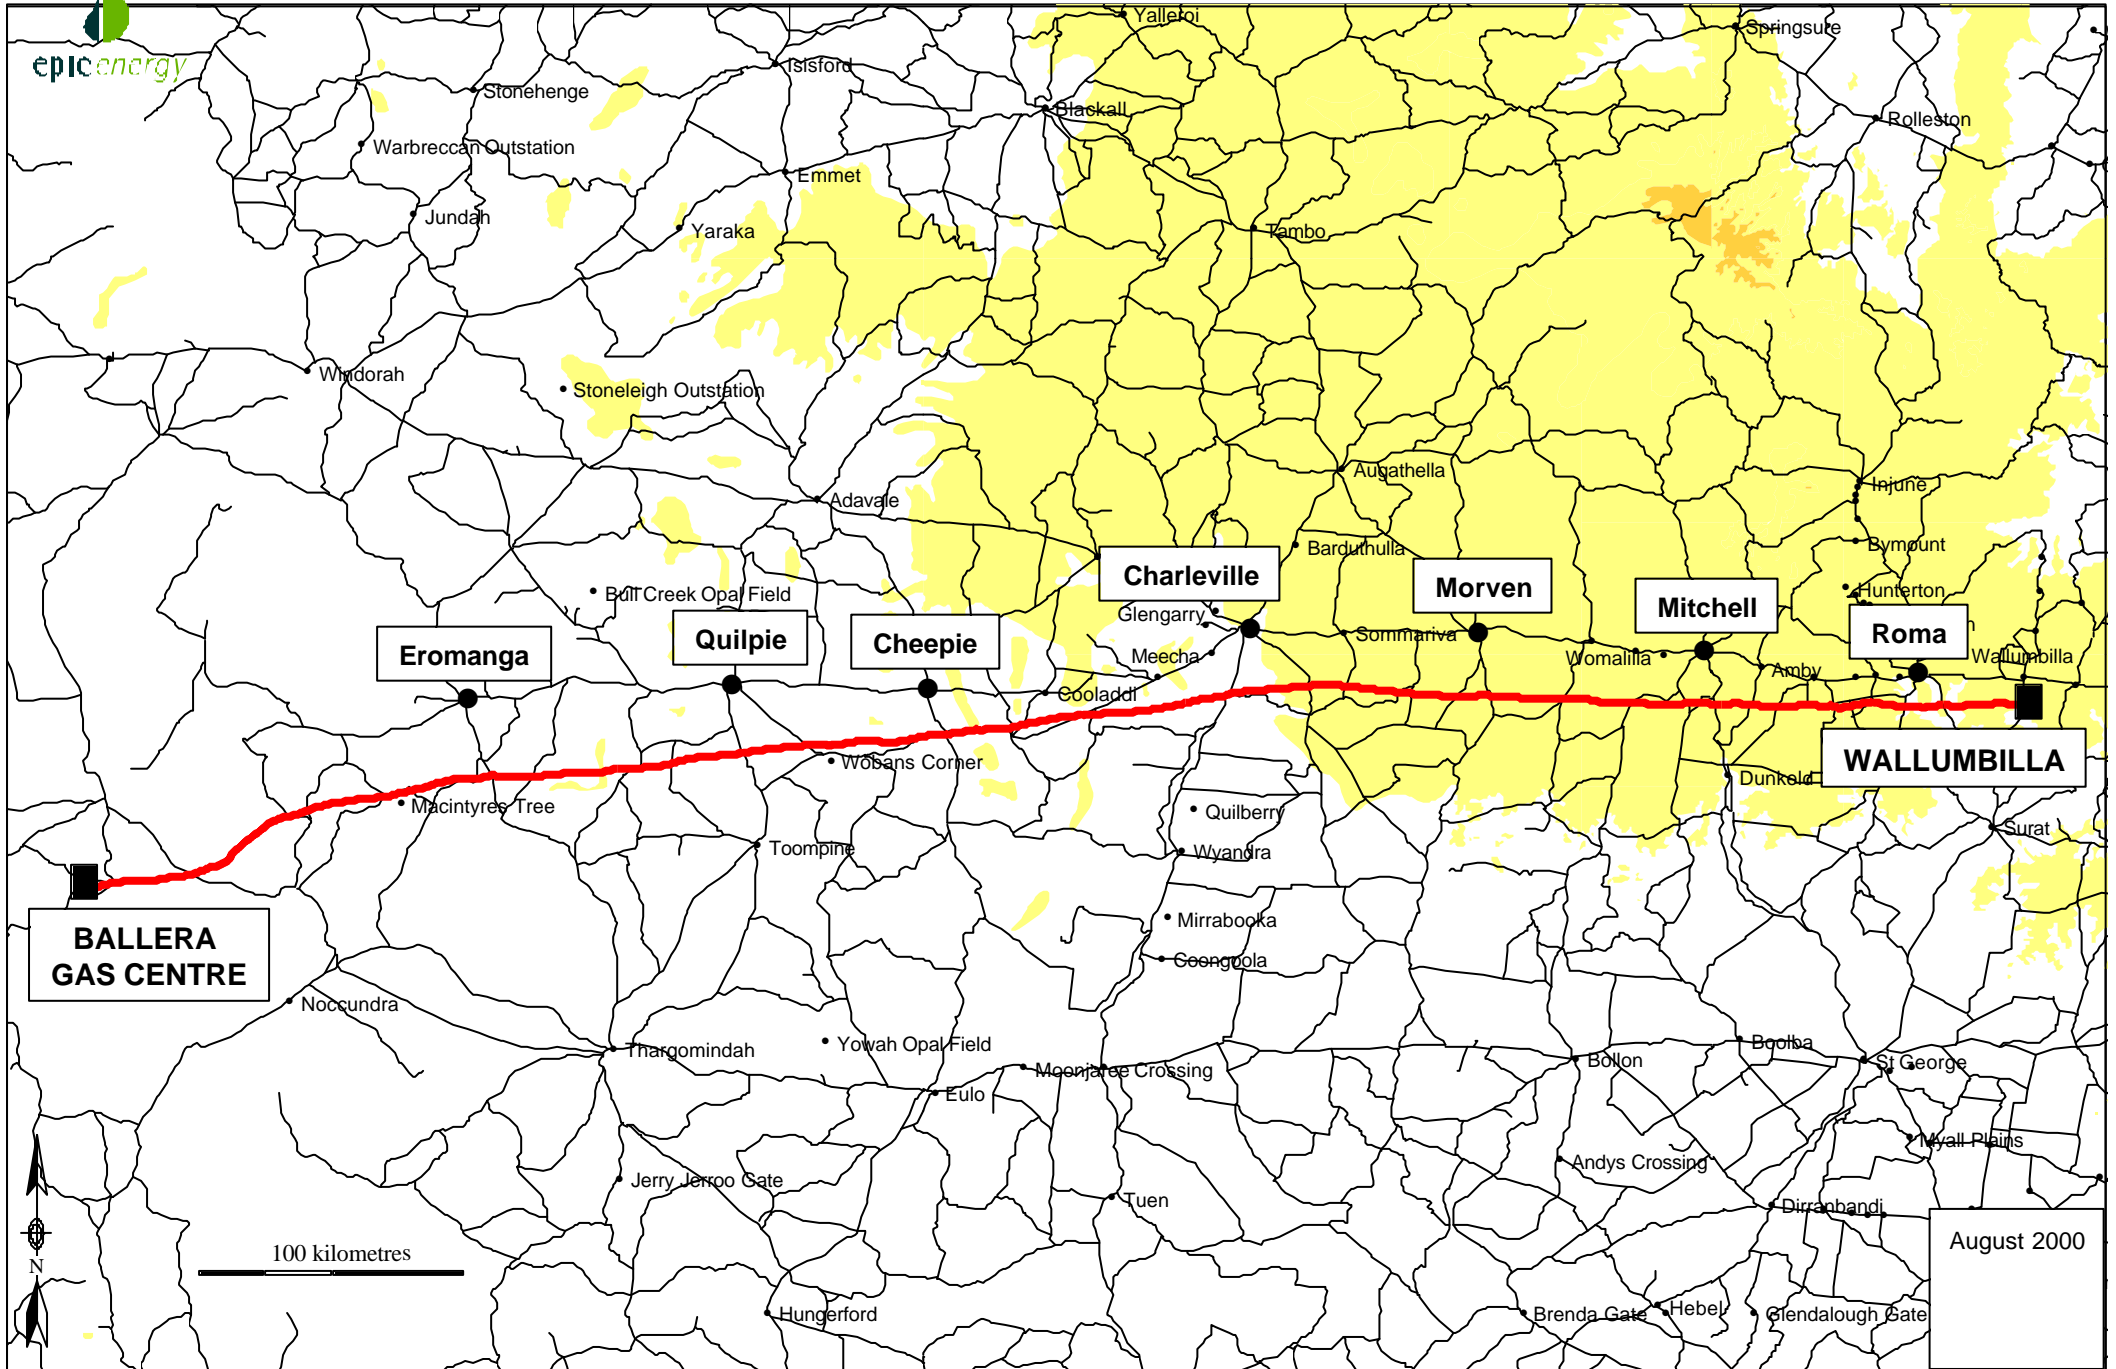 epicenergy
Yalleroi
Springsure
Isisford
Stonehenge
Blackall
Rolleston
Warbreccan Outstation
Emmet
Jundah
Yaraka
Tambo
Windorah
Stoneleigh Outstation
Augathella
Injune
Adavale
Bymount
Barduthulla
Charleville
Morven
Bull Creek Opal Field
Hunterton
Mitchell
Glengarry
Quilpie
Cheepie
Sommariva
Roma
Eromanga
Meecha
Womalilla
Wallumbilla
Amby
Cooladdi
WALLUMBILLA
Wobans Corner
Dunkeld
Macintyres Tree
Quilberry
Surat
Toompine
Wyandra
BALLERA
GAS CENTRE
Mirrabooka
Coongoola
Noccundra
Yowah Opal Field
Boolba
Thargomindah
Bollon
St George
Moonjaree Crossing
Eulo
Myall Plains
Andys Crossing
Jerry Jerroo Gate
Tuen
Dirranbandi
August 2000
100 kilometres
N
Hungerford
Brenda Gate
Hebel
Glendalough Gate